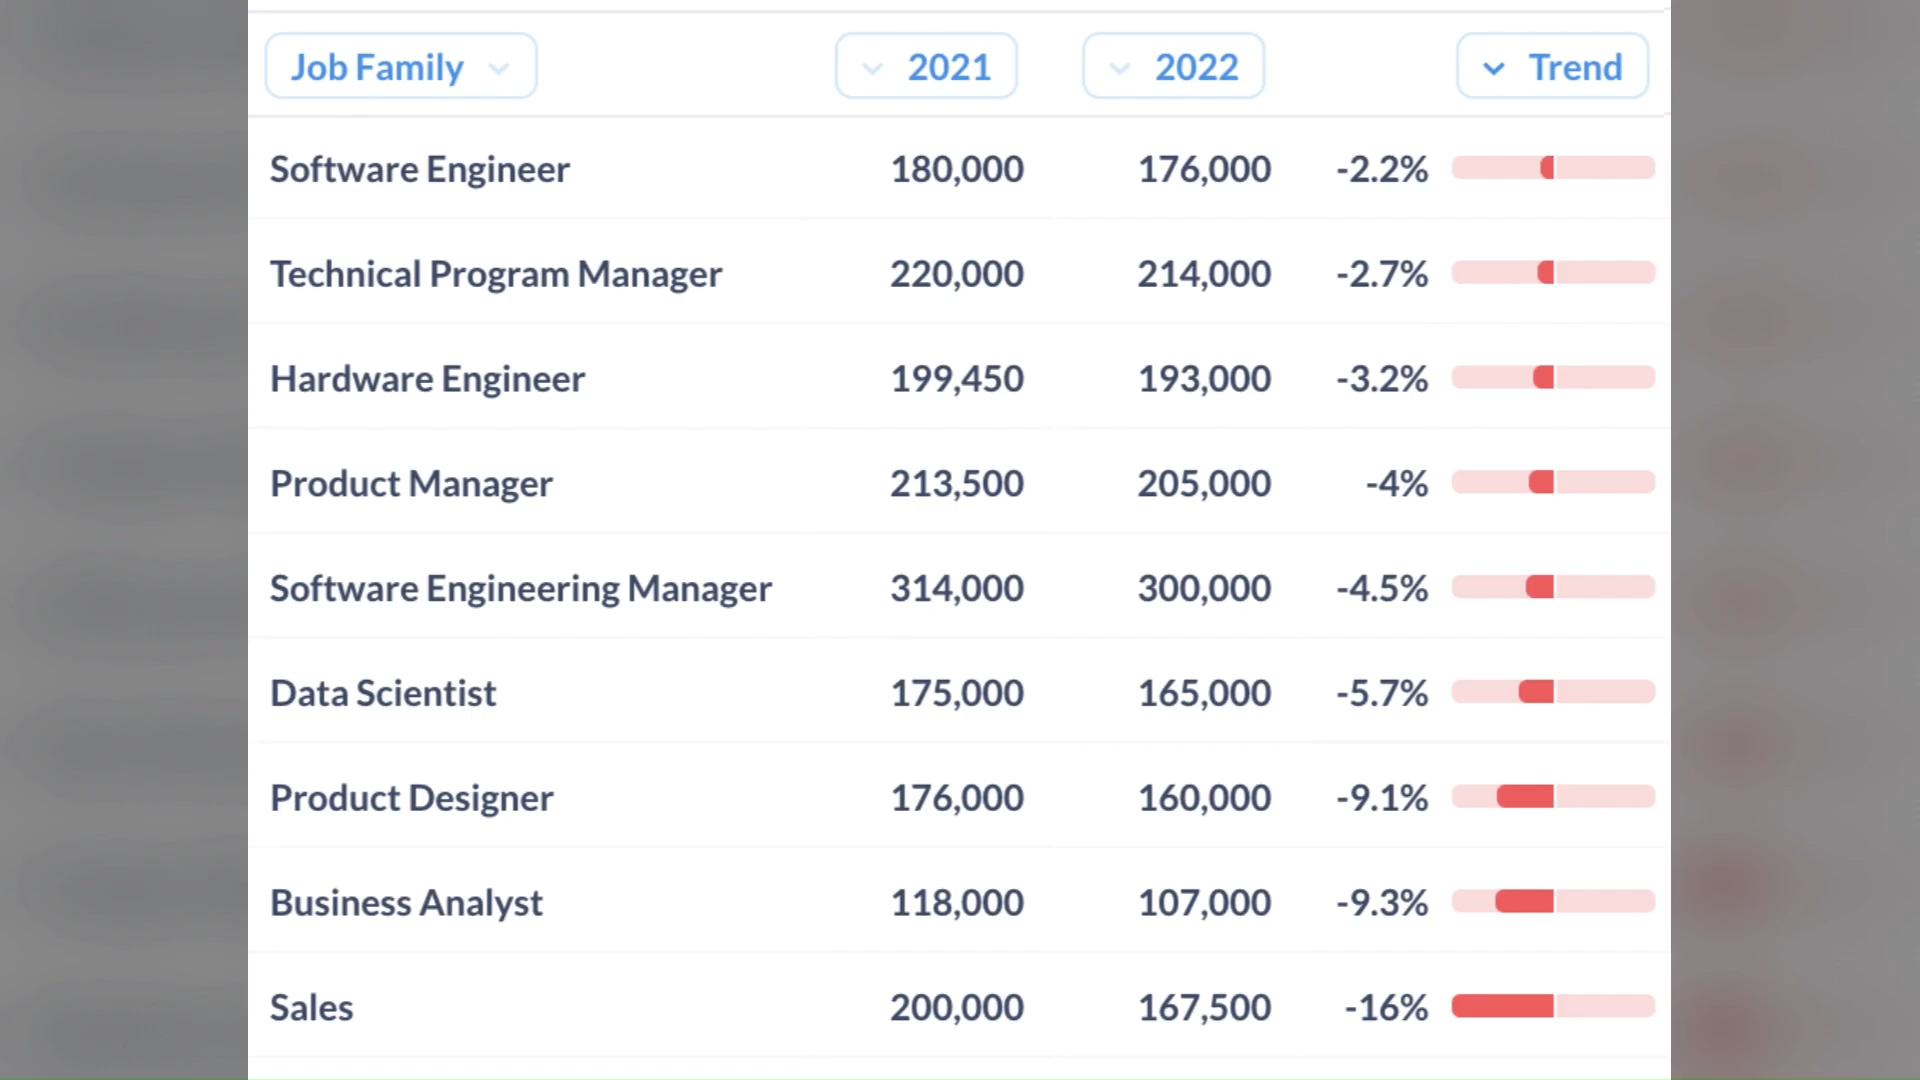 Job Family 2021 2022 Trend
Software Engineer 180,000 176,000 -2.2%
Technical Program Manager 220,000 214,000 -2.7%
Hardware Engineer 199,450 193,000 -3.2%
Product Manager 213,500 205,000 -4%
Software Engineering Manager 314,000 300,000 -4.5%
Data Scientist 175,000 165,000 -5.7%
Product Designer 176,000 160,000 -9.1%
Business Analyst 118,000 107,000 -9.3%
Sales 200,000 167,500 -16%